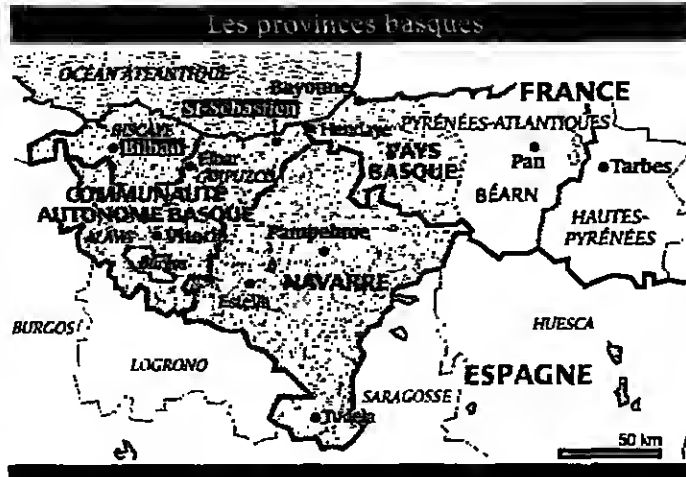 Les provinces basques
OCÉAN ATLANTIQUE
Bayonne
St-Sébastien
FRANCE
BISCAYE
Bilbao
Hendaye
PYRÉNÉES-ATLANTIQUES
Eibar
GUIPUZCOA
PAYS
BASQUE
Pau
Tarbes
COMMUNAUTÉ
AUTONOME BASQUE
BÉARN
HAUTES-
PYRÉNÉES
ALAVA
Vitoria
Pampelune
Burgos
NAVARRE
Estella
BURGOS
HUESCA
LOGRONO
ESPAGNE
SARAGOSSE
Tudela
50 km